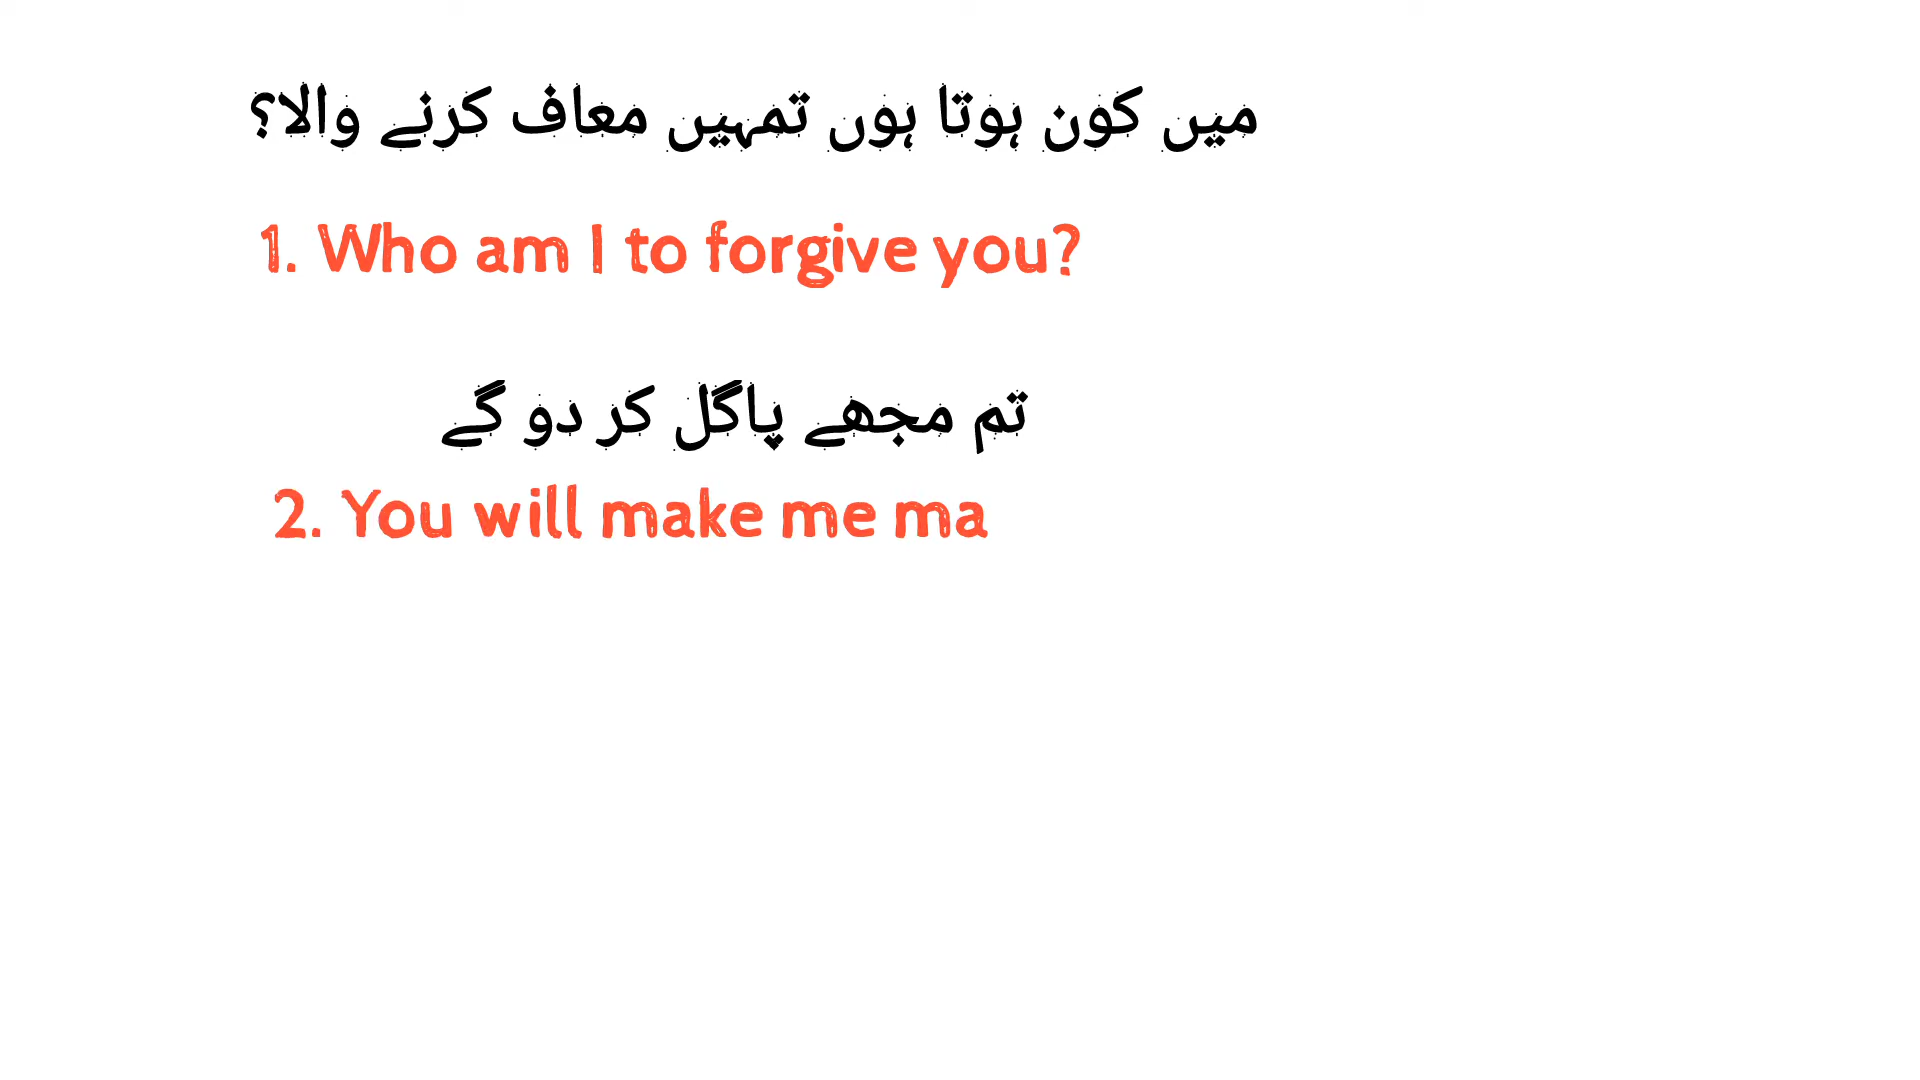 میں کون ہوتا ہوں تمہیں معاف کرنے والا؟
1. Who am I to forgive you?
تم مجھے پاگل کر دو گے
2. You will make me ma